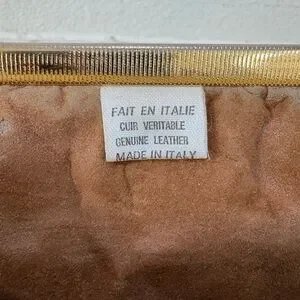 FAIT EN ITALIE
CUIR VERITABLE
GENUINE LEATHER
MADE IN ITALY